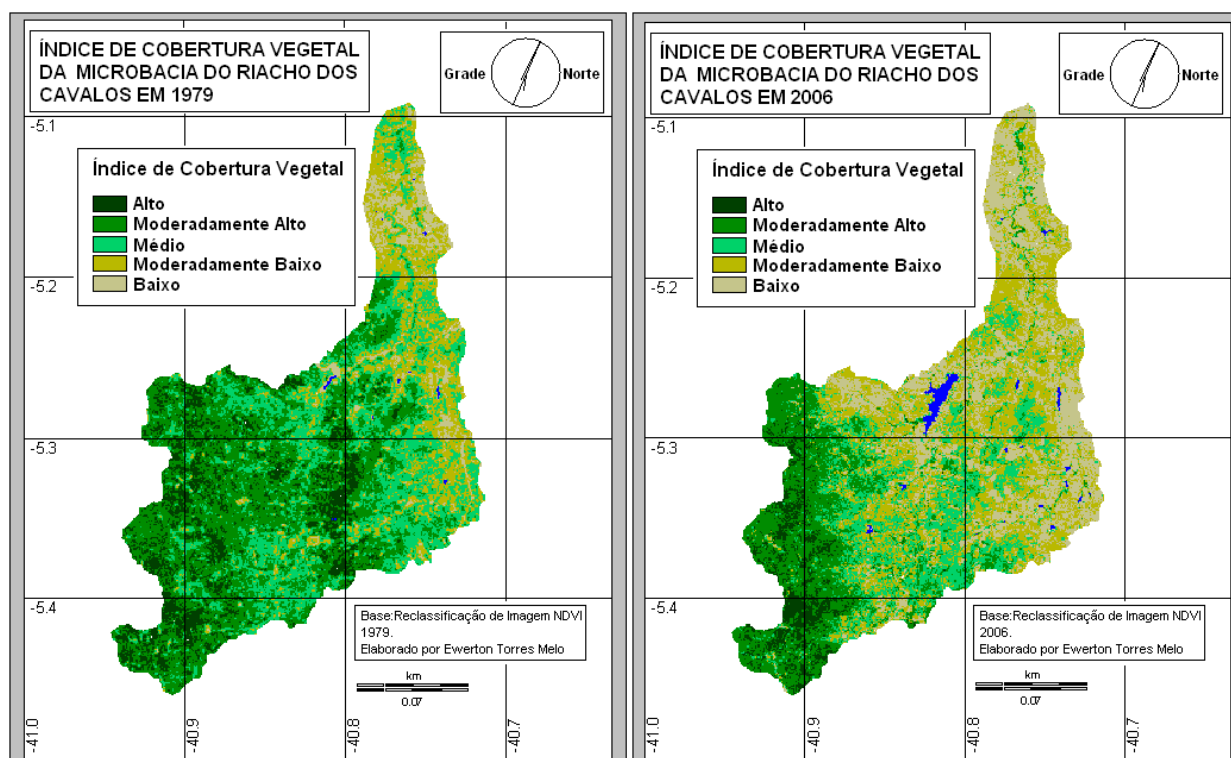 ÍNDICE DE COBERTURA VEGETAL
DA MICROBACIA DO RIACHO DOS
CAVALOS EM 1979
Grade
Norte
-5.1
Índice de Cobertura Vegetal
Alto
Moderadamente Alto
Médio
Moderadamente Baixo
Baixo
-5.2
-5.3
-5.4
Base:Reclassificação de Imagem NDVI
1979.
Elaborado por Ewerton Torres Melo
km
0.07
-41.0
-40.9
-40.8
-40.7
ÍNDICE DE COBERTURA VEGETAL
DA MICROBACIA DO RIACHO DOS
CAVALOS EM 2006
Grade
Norte
-5.1
Índice de Cobertura Vegetal
Alto
Moderadamente Alto
Médio
Moderadamente Baixo
Baixo
-5.2
-5.3
-5.4
Base:Reclassificação de Imagem NDVI
2006.
Elaborado por Ewerton Torres Melo
km
0.07
-41.0
-40.9
-40.8
-40.7